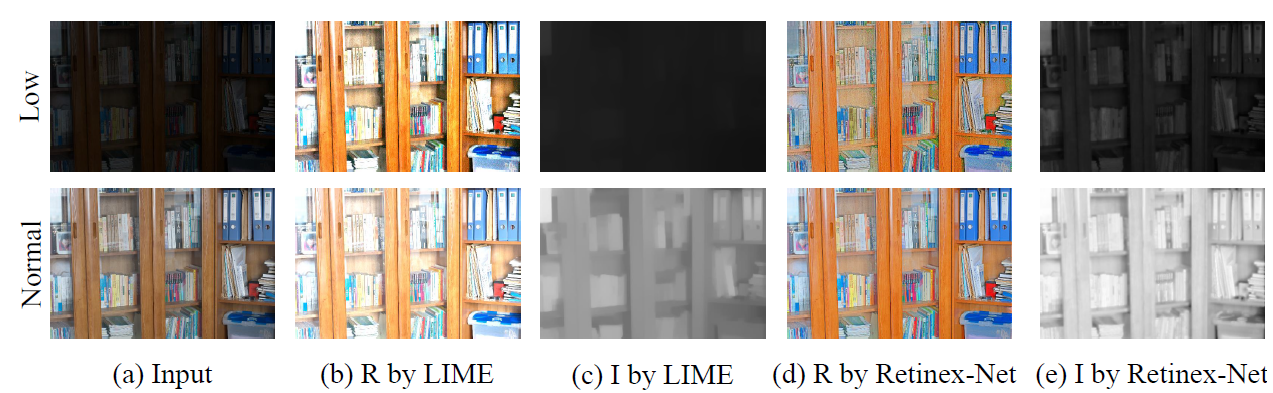 Low
Normal
(a) Input
(b) R by LIME
(c) I by LIME
(d) R by Retinex-Net
(e) I by Retinex-Net